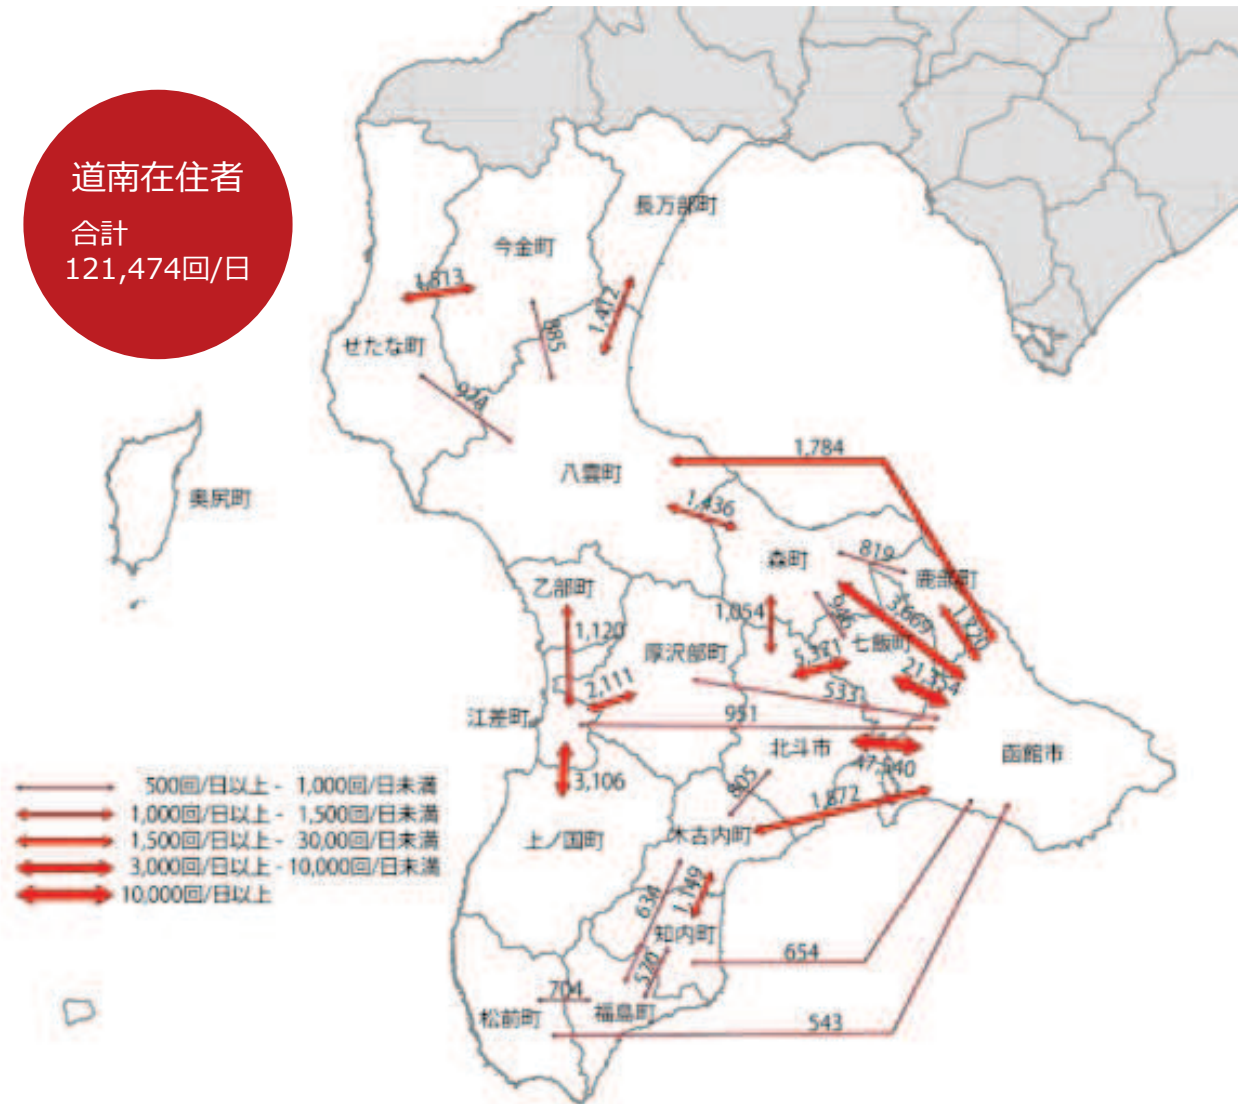 道南在住者
合計
121,474回/日
長万部町
今金町
1,813
1,412
885
せたな町
924
1,784
八雲町
奥尻町
1,436
森町
819
鹿部町
乙部町
1,054
946
3,669
1,120
七飯町
厚沢部町
5,321
21,354
2,111
533
江差町
951
北斗市
函館市
3,106
805
1,872
500回/日以上 - 1,000回/日未満
1,000回/日以上 - 1,500回/日未満
1,500回/日以上 - 30,00回/日未満
3,000回/日以上 - 10,000回/日未満
10,000回/日以上
上ノ国町
木古内町
634
1,149
知内町
654
570
704
松前町
福島町
543